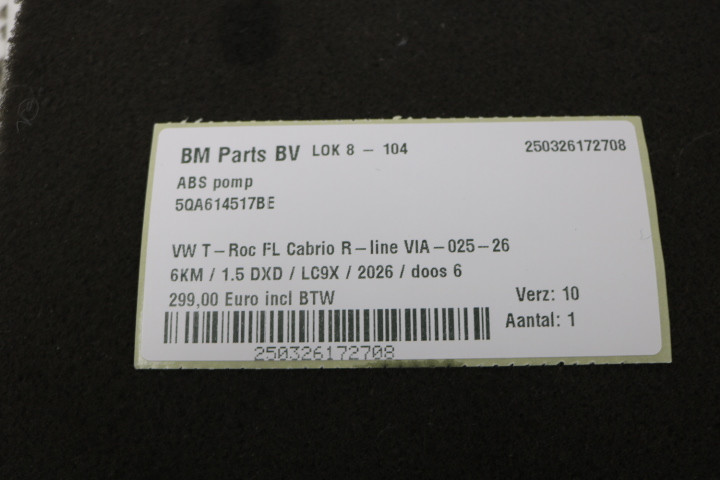 BM Parts BV LOK 8 - 104 250326172708
ABS pomp
5QA614517BE
VW T-Roc FL Cabrio R-line VIA-025-26
6KM / 1.5 DXD / LC9X / 2026 / doos 6
299,00 Euro incl BTW Verz: 10
Aantal: 1
250326172708